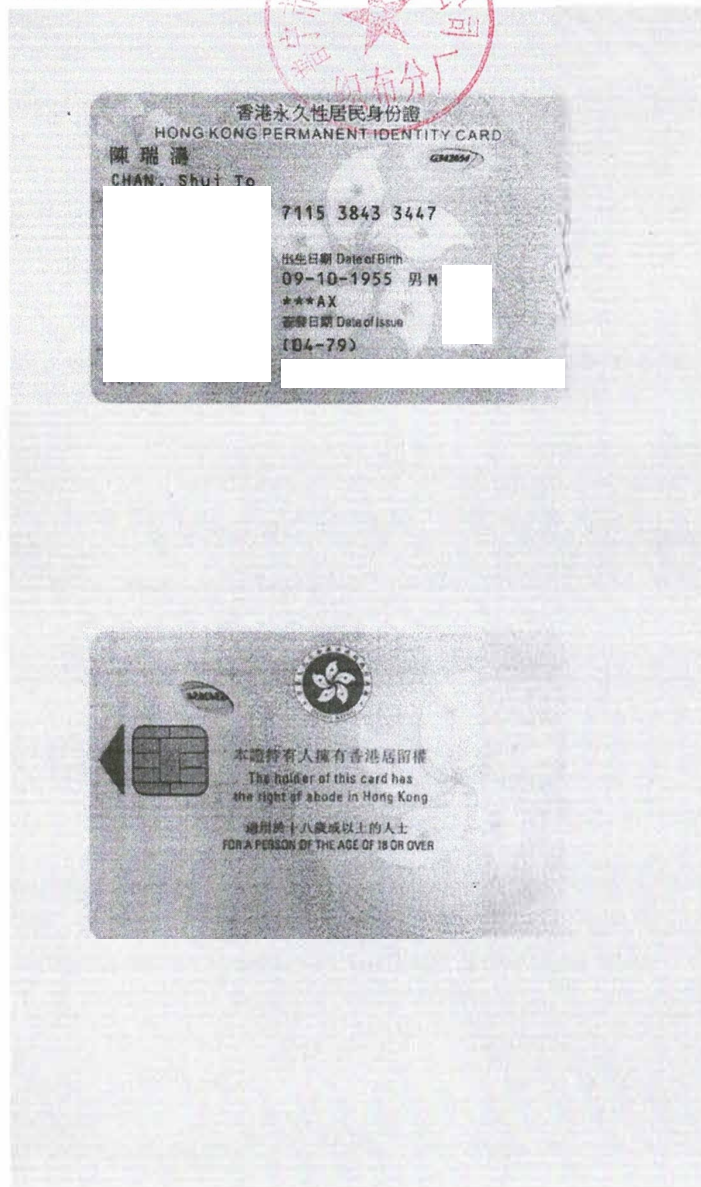 印布分厂
香港永久性居民身份證
HONG KONG PERMANENT IDENTITY CARD
陳 瑞 濤
CHAN, Shui To
7115 3843 3447
出生日期 Date of Birth
09-10-1955 男 M
***AX
簽發日期 Date of Issue
(04-79)
本證持有人擁有香港居留權
The holder of this card has
the right of abode in Hong Kong
適用於十八歲或以上的人士
FOR A PERSON OF THE AGE OF 18 OR OVER